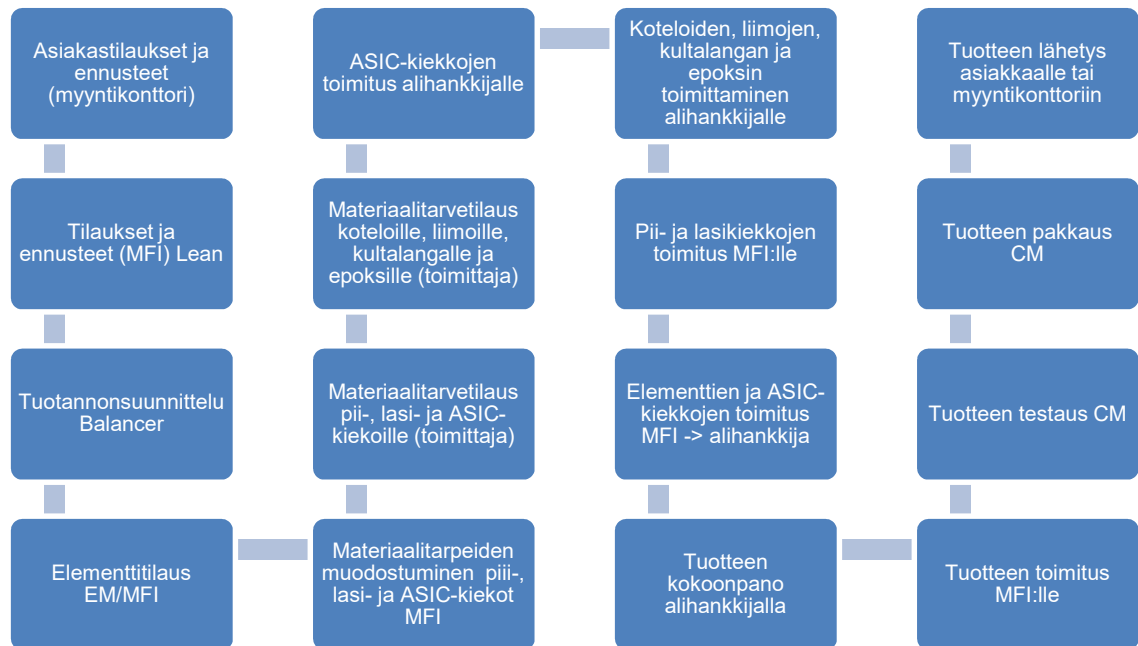 Asiakastilaukset ja
ennusteet
(myyntikonttori)
Tilaukset ja
ennusteet (MFI) Lean
Tuotannonsuunnittelu
Balancer
Elementtitilaus
EM/MFI
Materiaalitarpeiden
muodostuminen piii-,
lasi- ja ASIC-kiekot
MFI
Materiaalitarvetilaus
pii-, lasi- ja ASIC-
kiekoille (toimittaja)
Materiaalitarvetilaus
koteloille, liimoille,
kultalangalle ja
epoksille (toimittaja)
ASIC-kiekkojen
toimitus alihankkijalle
Koteloiden, liimojen,
kultalangan ja
epoksin
toimittaminen
alihankkijalle
Pii- ja lasikiekkojen
toimitus MFI:lle
Elementtien ja ASIC-
kiekkojen toimitus
MFI -> alihankkija
Tuotteen
kokoonpano
alihankkijalla
Tuotteen toimitus
MFI:lle
Tuotteen testaus CM
Tuotteen pakkaus
CM
Tuotteen lähetys
asiakkaalle tai
myyntikonttoriin